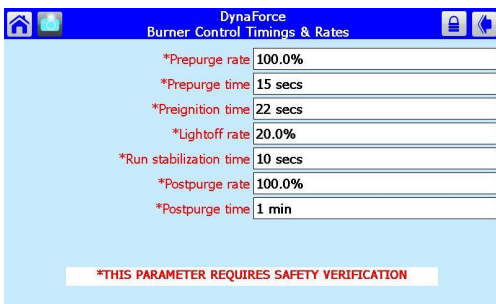 DynaForce
Burner Control Timings & Rates
*Prepurge rate 100.0%
*Prepurge time 15 secs
*Preignition time 22 secs
*Lightoff rate 20.0%
*Run stabilization time 10 secs
*Postpurge rate 100.0%
*Postpurge time 1 min
*THIS PARAMETER REQUIRES SAFETY VERIFICATION